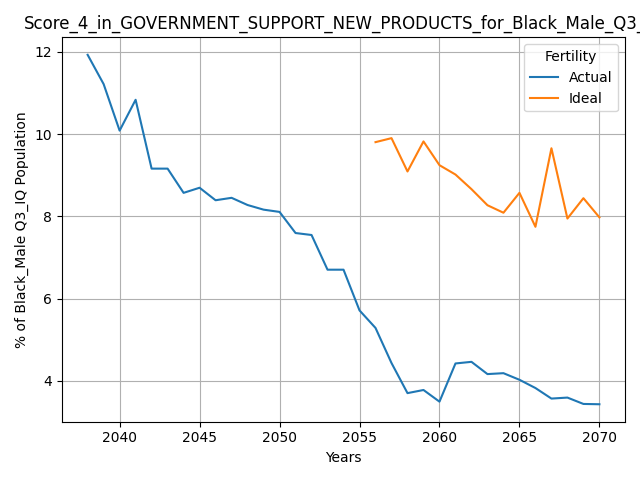 Score_4_in_GOVERNMENT_SUPPORT_NEW_PRODUCTS_for_Black_Male_Q3_
% of Black_Male Q3_IQ Population
12
10
8
6
4
Fertility
Actual
Ideal
2040 2045 2050 2055 2060 2065 2070
Years